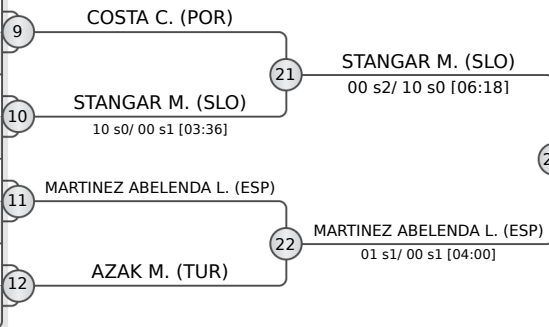 COSTA C. (POR)
9
21
STANGAR M. (SLO)
00 s2/ 10 s0 [06:18]
STANGAR M. (SLO)
10
10 s0/ 00 s1 [03:36]
MARTINEZ ABELENDA L. (ESP)
11
22
MARTINEZ ABELENDA L. (ESP)
01 s1/ 00 s1 [04:00]
AZAK M. (TUR)
12